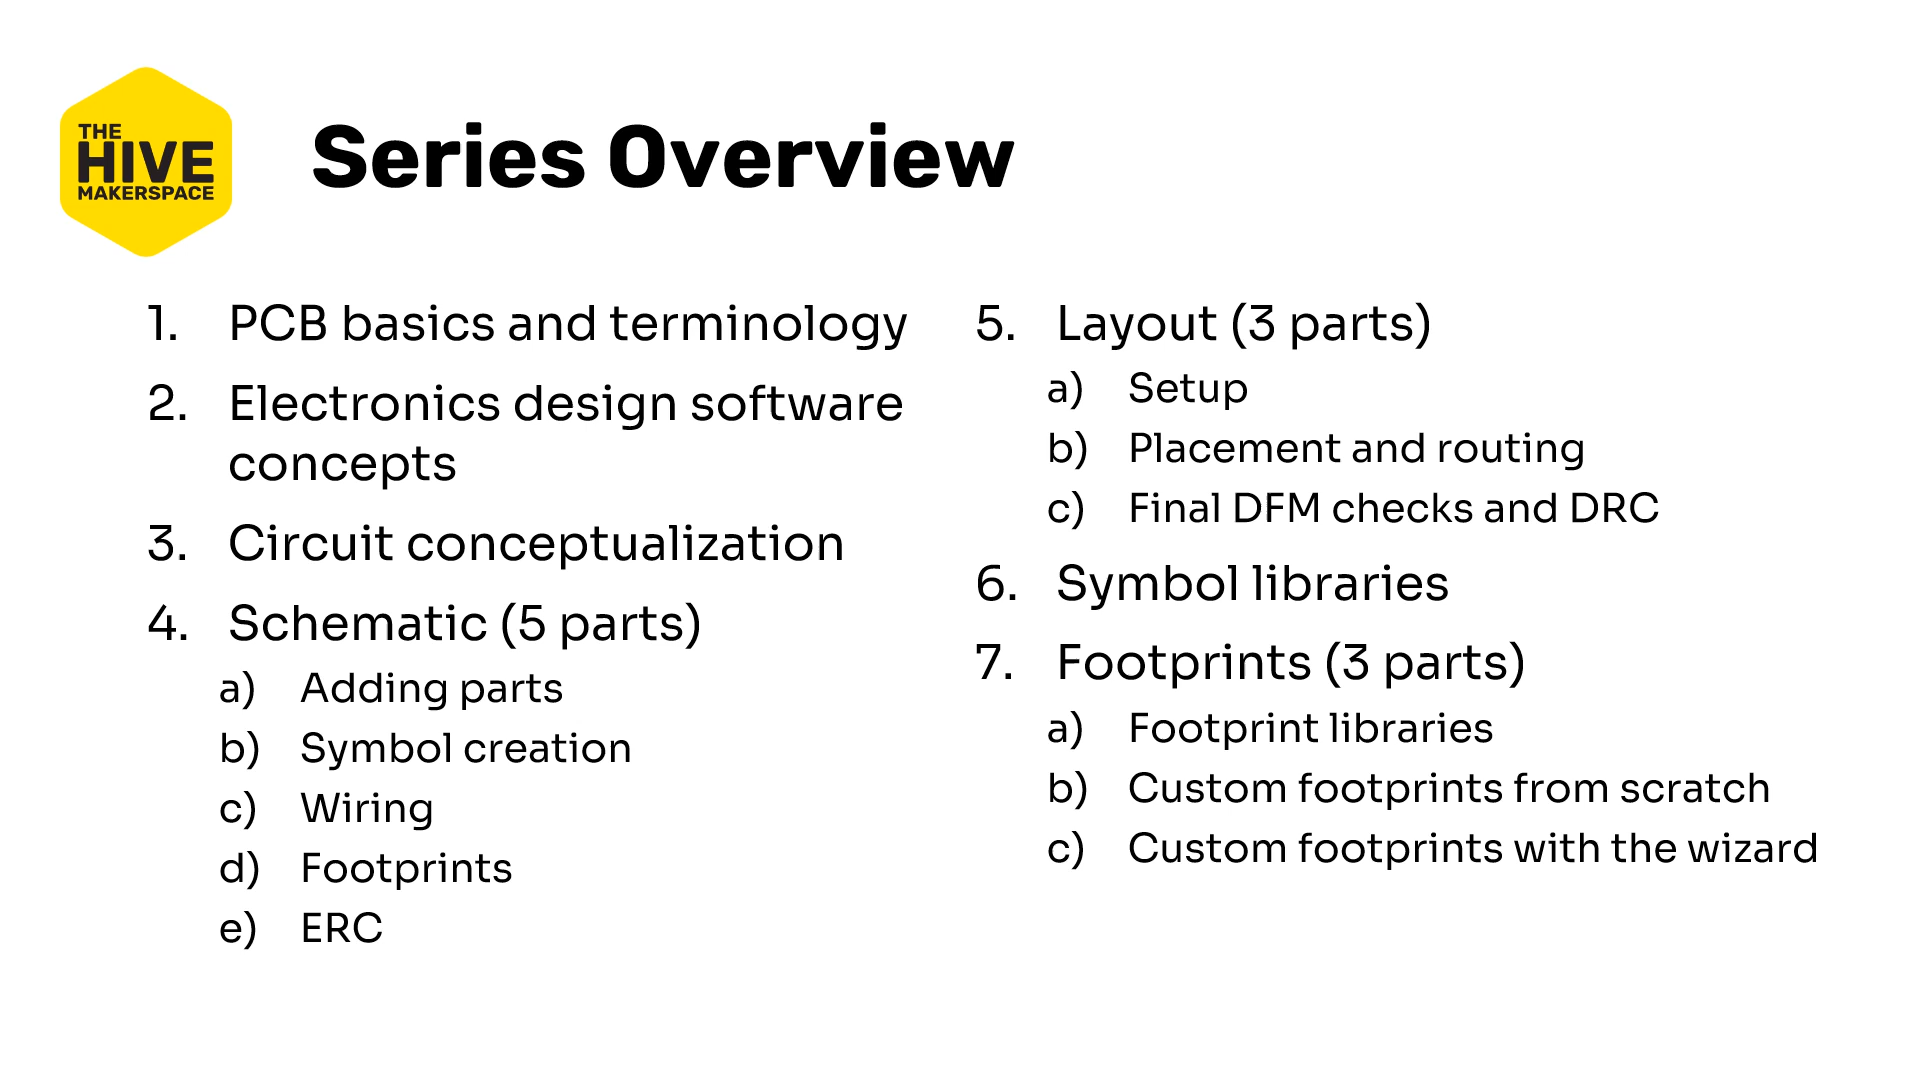 THE
HIVE
MAKERSPACE
Series Overview
1. PCB basics and terminology
2. Electronics design software
concepts
3. Circuit conceptualization
4. Schematic (5 parts)
a) Adding parts
b) Symbol creation
c) Wiring
d) Footprints
e) ERC
5. Layout (3 parts)
a) Setup
b) Placement and routing
c) Final DFM checks and DRC
6. Symbol libraries
7. Footprints (3 parts)
a) Footprint libraries
b) Custom footprints from scratch
c) Custom footprints with the wizard